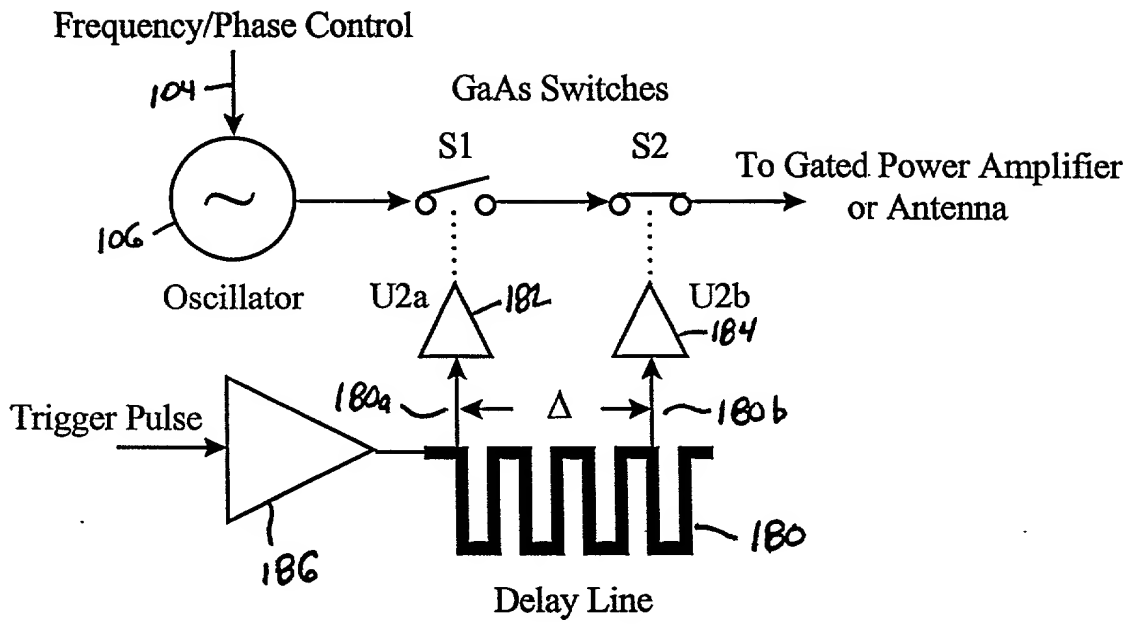 Frequency/Phase Control
104
GaAs Switches
S1
S2
To Gated Power Amplifier
or Antenna
106
Oscillator
U2a
182
U2b
184
180a
Δ
180b
Trigger Pulse
186
180
Delay Line